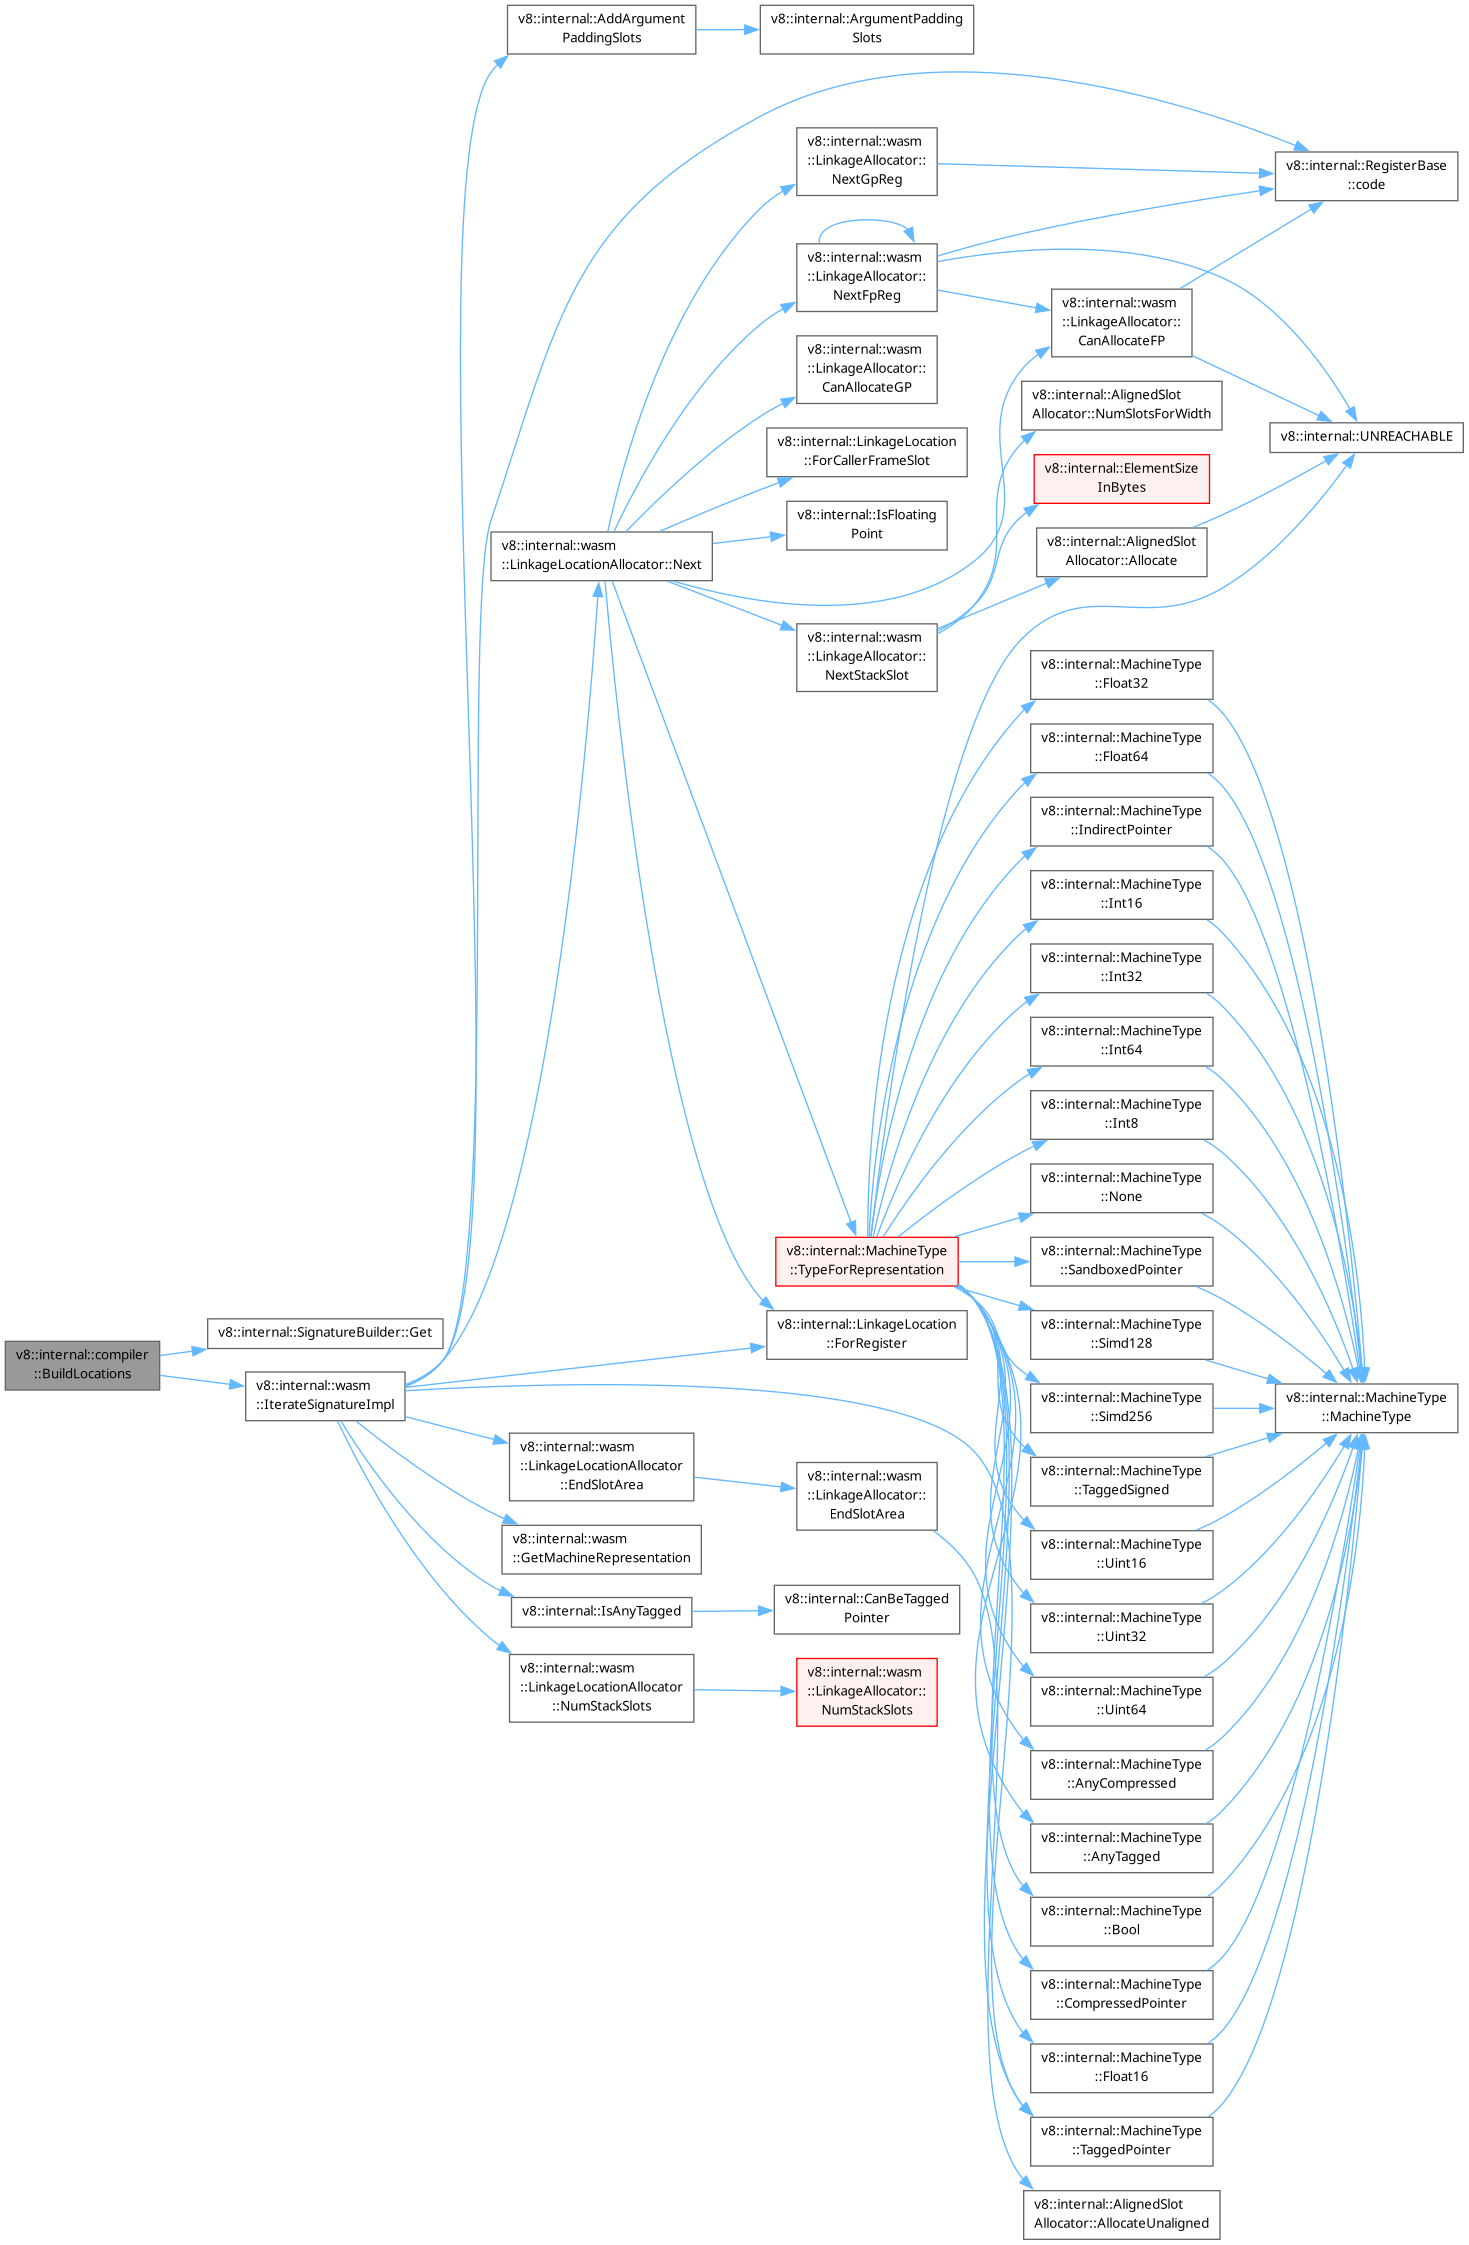 v8::internal::AddArgument
PaddingSlots
v8::internal::ArgumentPadding
Slots
v8::internal::wasm
::LinkageAllocator::
NextGpReg
v8::internal::RegisterBase
::code
v8::internal::wasm
::LinkageAllocator::
NextFpReg
v8::internal::wasm
::LinkageAllocator::
CanAllocateFP
v8::internal::wasm
::LinkageAllocator::
CanAllocateGP
v8::internal::AlignedSlot
Allocator::NumSlotsForWidth
v8::internal::UNREACHABLE
v8::internal::LinkageLocation
::ForCallerFrameSlot
v8::internal::ElementSize
InBytes
v8::internal::IsFloating
Point
v8::internal::wasm
::LinkageLocationAllocator::Next
v8::internal::AlignedSlot
Allocator::Allocate
v8::internal::wasm
::LinkageAllocator::
NextStackSlot
v8::internal::MachineType
::Float32
v8::internal::MachineType
::Float64
v8::internal::MachineType
::IndirectPointer
v8::internal::MachineType
::Int16
v8::internal::MachineType
::Int32
v8::internal::MachineType
::Int64
v8::internal::MachineType
::Int8
v8::internal::MachineType
::None
v8::internal::MachineType
::TypeForRepresentation
v8::internal::MachineType
::SandboxedPointer
v8::internal::SignatureBuilder::Get
v8::internal::LinkageLocation
::ForRegister
v8::internal::MachineType
::Simd128
v8::internal::compiler
::BuildLocations
v8::internal::wasm
::IterateSignatureImpl
v8::internal::MachineType
::Simd256
v8::internal::MachineType
::MachineType
v8::internal::wasm
::LinkageLocationAllocator
::EndSlotArea
v8::internal::wasm
::LinkageAllocator::
EndSlotArea
v8::internal::MachineType
::TaggedSigned
v8::internal::wasm
::GetMachineRepresentation
v8::internal::MachineType
::Uint16
v8::internal::IsAnyTagged
v8::internal::CanBeTagged
Pointer
v8::internal::MachineType
::Uint32
v8::internal::wasm
::LinkageLocationAllocator
::NumStackSlots
v8::internal::wasm
::LinkageAllocator::
NumStackSlots
v8::internal::MachineType
::Uint64
v8::internal::MachineType
::AnyCompressed
v8::internal::MachineType
::AnyTagged
v8::internal::MachineType
::Bool
v8::internal::MachineType
::CompressedPointer
v8::internal::MachineType
::Float16
v8::internal::MachineType
::TaggedPointer
v8::internal::AlignedSlot
Allocator::AllocateUnaligned